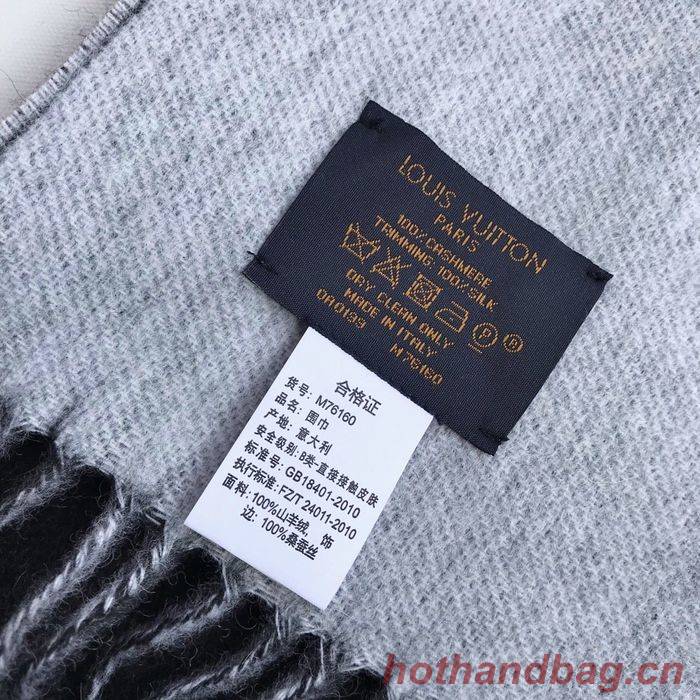 LOUIS VUITTON
PARIS
100% CASHMERE
TRIMMING 100% SILK
P ®
DRY CLEAN ONLY
MADE IN ITALY
0A0199 M 76160
合格证
货号: M76160
品名: 围巾
产地: 意大利
安全级别: B类-直接接触皮肤
标准号: GB18401-2010
执行标准: FZ/T 24011-2010
面料: 100%山羊绒, 饰
边: 100%桑蚕丝
hothandbag.cn